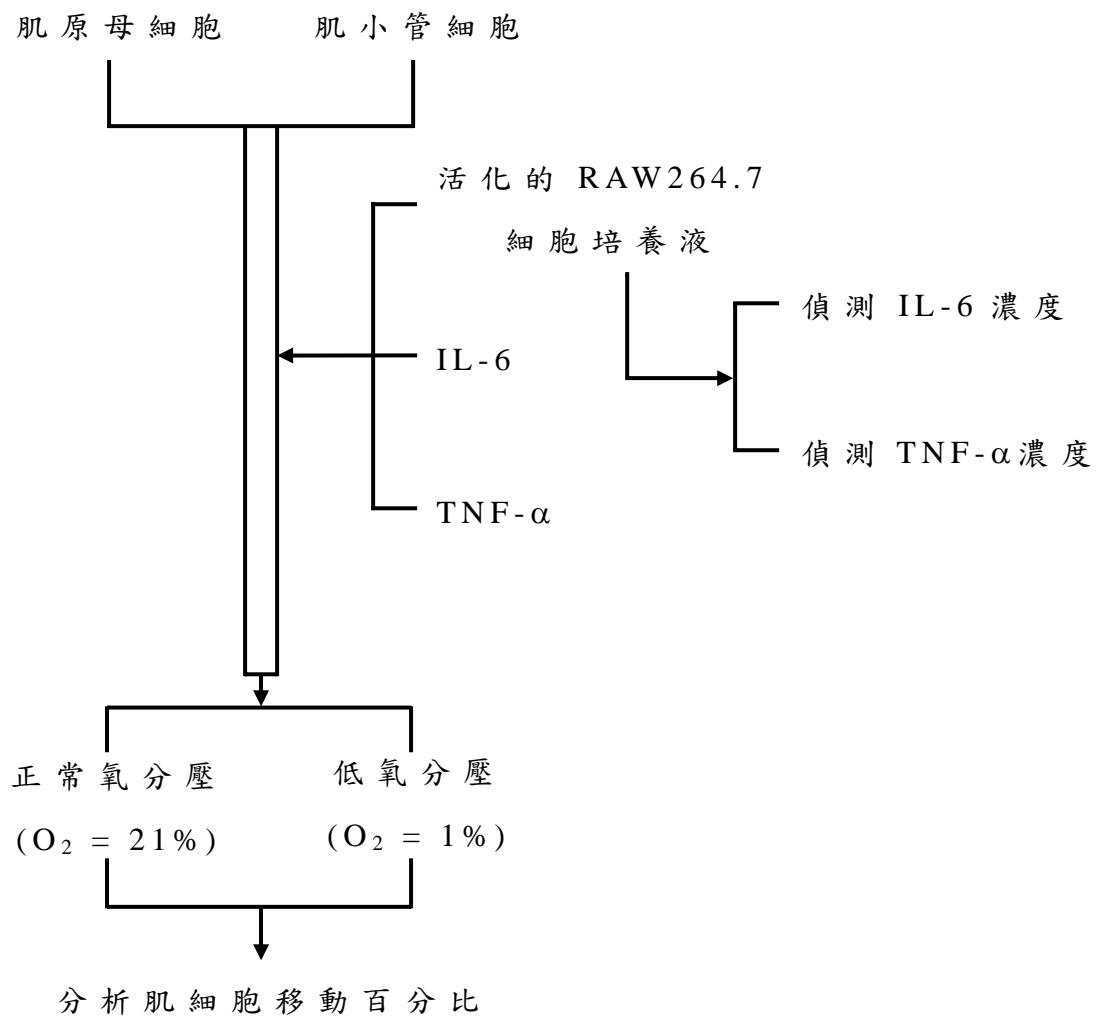 肌原母細胞 肌小管細胞
活化的 RAW264.7
細胞培養液
偵測 IL-6 濃度
IL-6
偵測 TNF-α濃度
TNF-α
正常氧分壓 低氧分壓
(O₂ = 21%) (O₂ = 1%)
分析肌細胞移動百分比